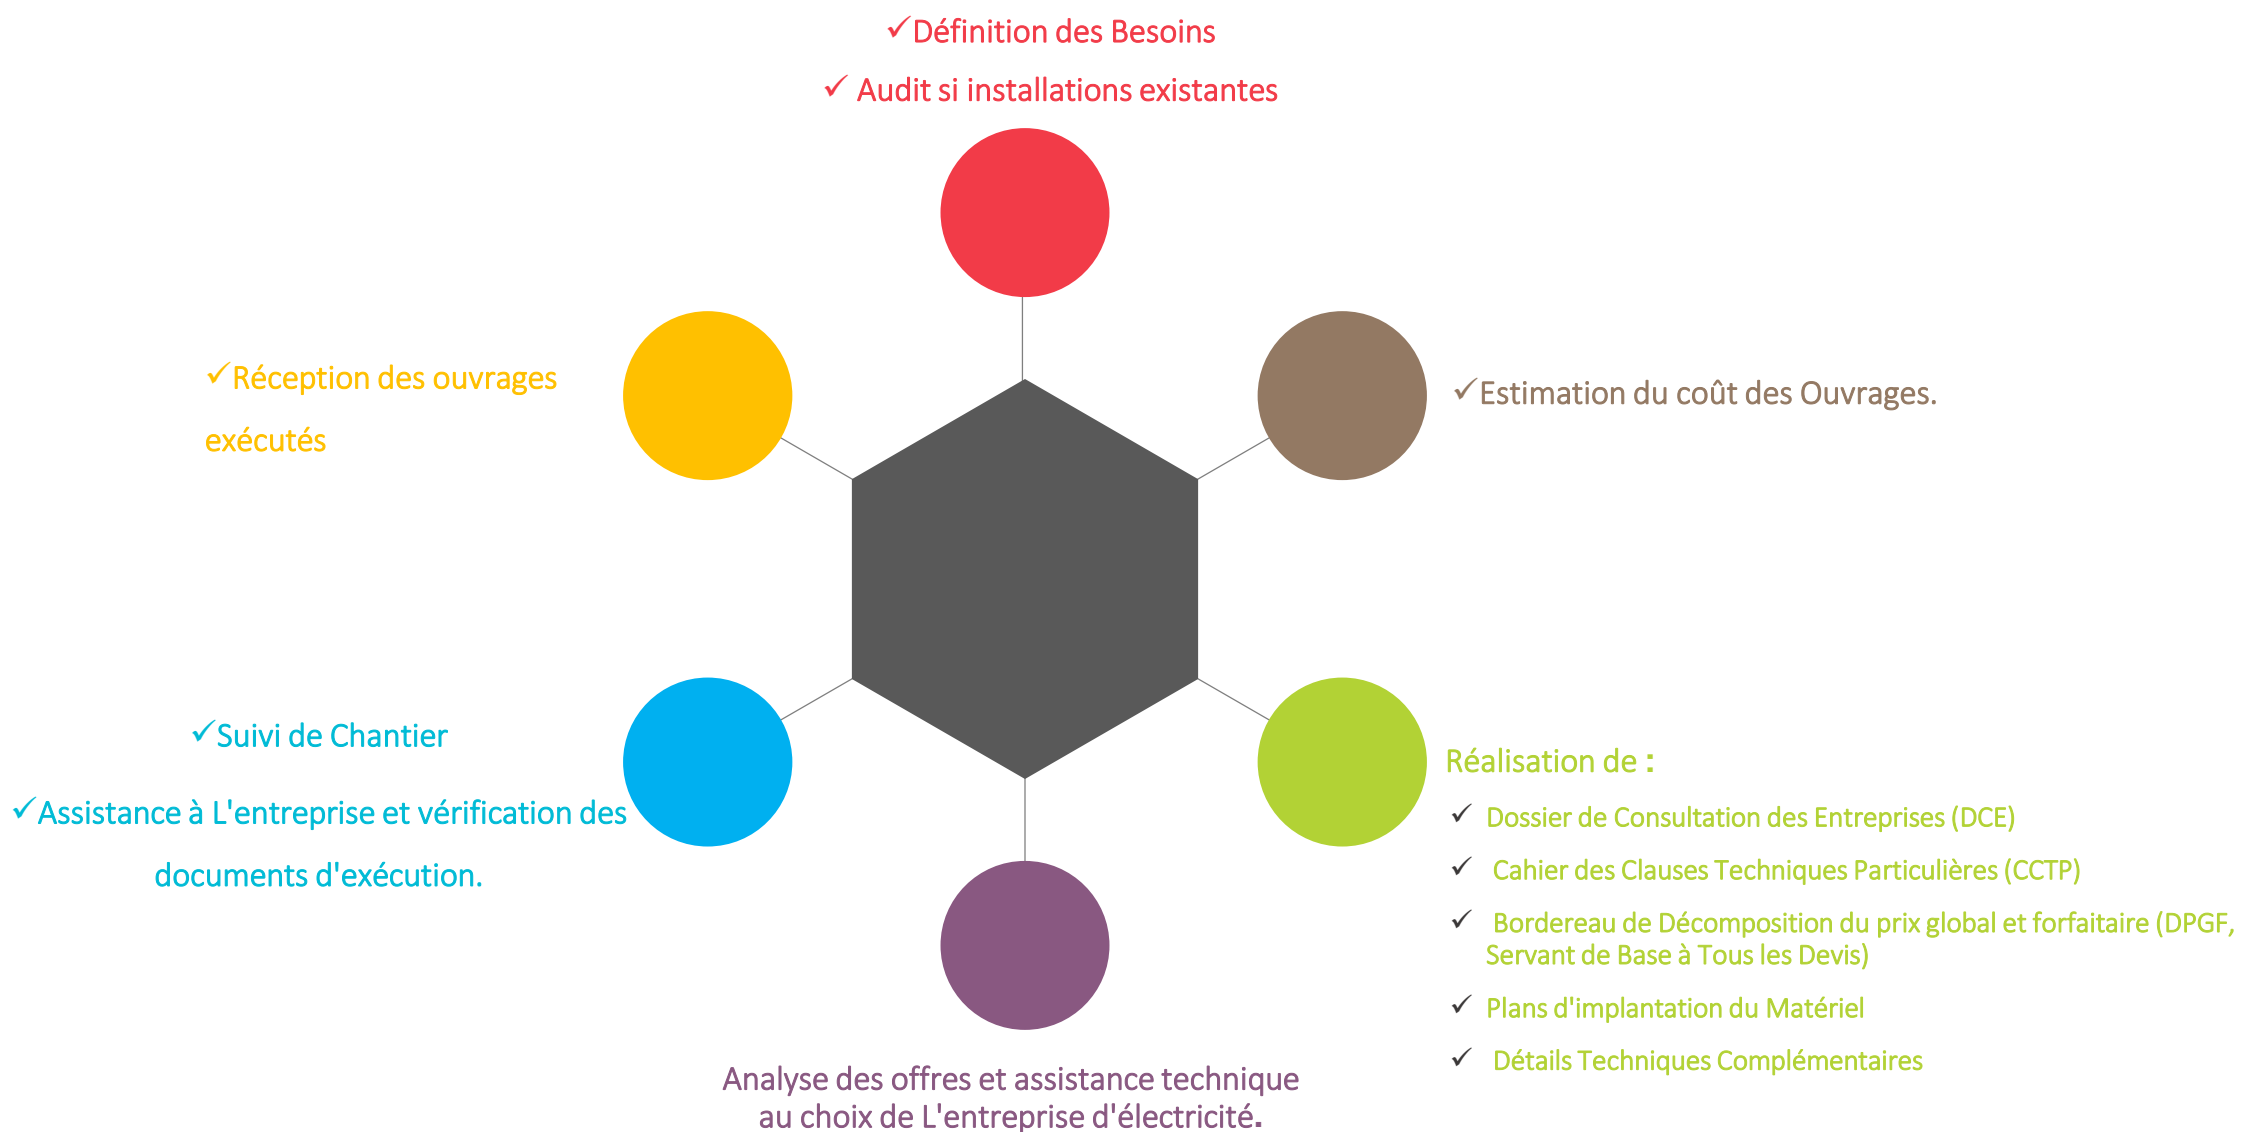 ✓Définition des Besoins
✓ Audit si installations existantes
✓Réception des ouvrages
exécutés
✓Estimation du coût des Ouvrages.
✓Suivi de Chantier
✓Assistance à L'entreprise et vérification des
documents d'exécution.
Réalisation de :
✓ Dossier de Consultation des Entreprises (DCE)
✓ Cahier des Clauses Techniques Particulières (CCTP)
✓ Bordereau de Décomposition du prix global et forfaitaire (DPGF,
Servant de Base à Tous les Devis)
✓ Plans d'implantation du Matériel
✓ Détails Techniques Complémentaires
Analyse des offres et assistance technique
au choix de L'entreprise d'électricité.